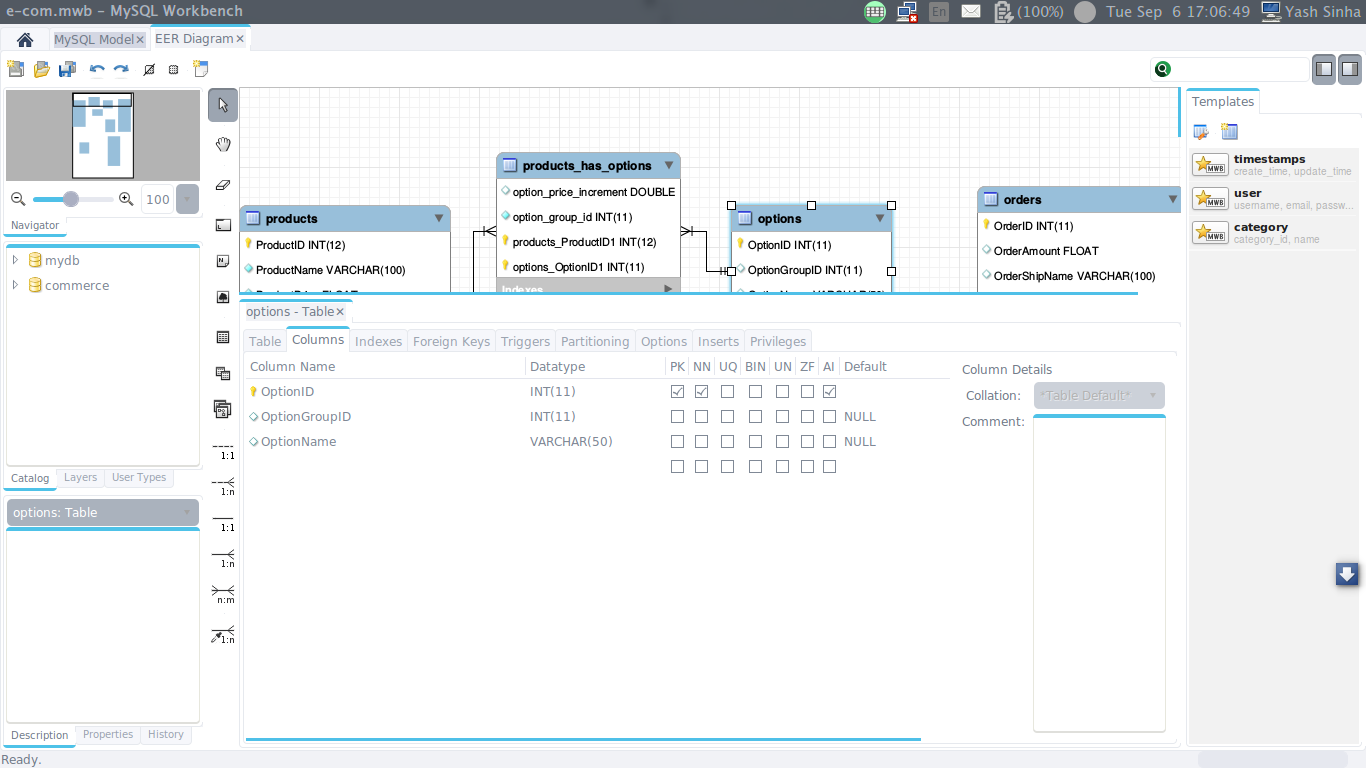 e-com.mwb - MySQL Workbench
En
(100%)
Tue Sep 6 17:06:49
Yash Sinha
MySQL Model×
EER Diagram×
100
Navigator
mydb
commerce
Catalog
Layers
User Types
options: Table
Description
Properties
History
Ready.
1:1
1:n
1:1
1:n
n:m
1:n
products
ProductID INT(12)
ProductName VARCHAR(100)
products_has_options
option_price_increment DOUBLE
option_group_id INT(11)
products_ProductID1 INT(12)
options_OptionID1 INT(11)
Indexes
options
OptionID INT(11)
OptionGroupID INT(11)
orders
OrderID INT(11)
OrderAmount FLOAT
OrderShipName VARCHAR(100)
options - Table×
Table
Columns
Indexes
Foreign Keys
Triggers
Partitioning
Options
Inserts
Privileges
Column Name Datatype PK NN UQ BIN UN ZF AI Default
OptionID INT(11)
OptionGroupID INT(11) NULL
OptionName VARCHAR(50) NULL
Column Details
Collation: *Table Default*
Comment:
Templates
MWB
timestamps
create_time, update_time
MWB
user
username, email, passw...
MWB
category
category_id, name